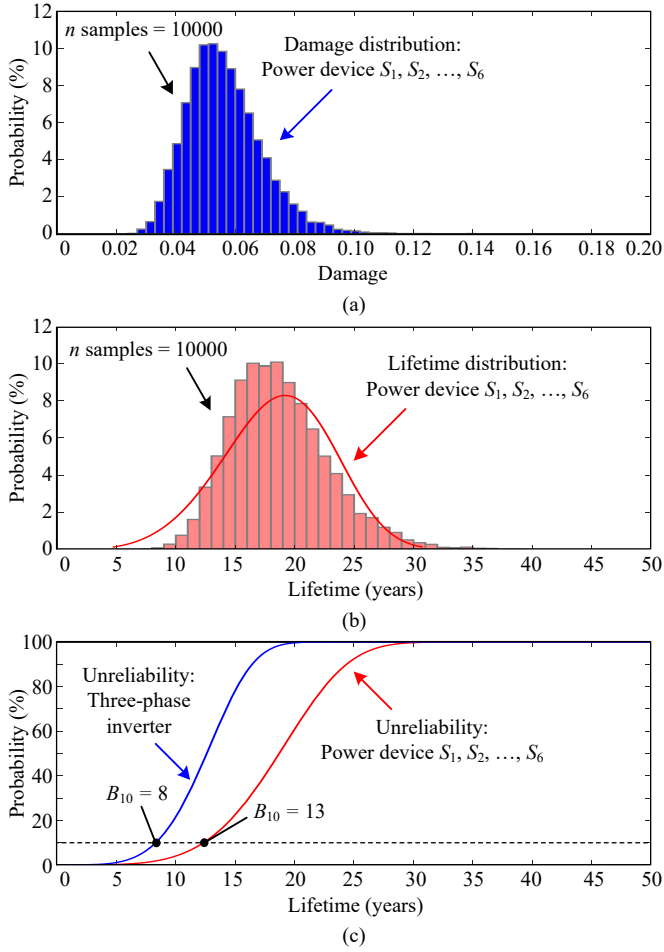 12
10
8
6
4
2
0
Probability (%)
n samples = 10000
Damage distribution:
Power device S1, S2, …, S6
0 0.02 0.04 0.06 0.08 0.10 0.12 0.14 0.16 0.18 0.20
Damage
(a)
12
10
8
6
4
2
0
Probability (%)
n samples = 10000
Lifetime distribution:
Power device S1, S2, …, S6
0 5 10 15 20 25 30 35 40 45 50
Lifetime (years)
(b)
100
80
60
40
20
0
Probability (%)
Unreliability:
Three-phase
inverter
Unreliability:
Power device S1, S2, …, S6
B10 = 8
B10 = 13
0 5 10 15 20 25 30 35 40 45 50
Lifetime (years)
(c)